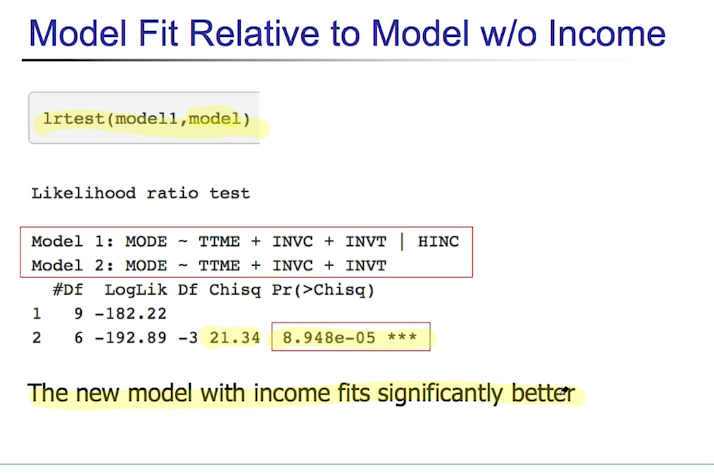 Model Fit Relative to Model w/o Income
lrtest(model1,model)
Likelihood ratio test
Model 1: MODE ~ TTME + INVC + INVT | HINC
Model 2: MODE ~ TTME + INVC + INVT
#Df LogLik Df Chisq Pr(>Chisq)
1 9 -182.22
2 6 -192.89 -3 21.34 8.948e-05 ***
The new model with income fits significantly better